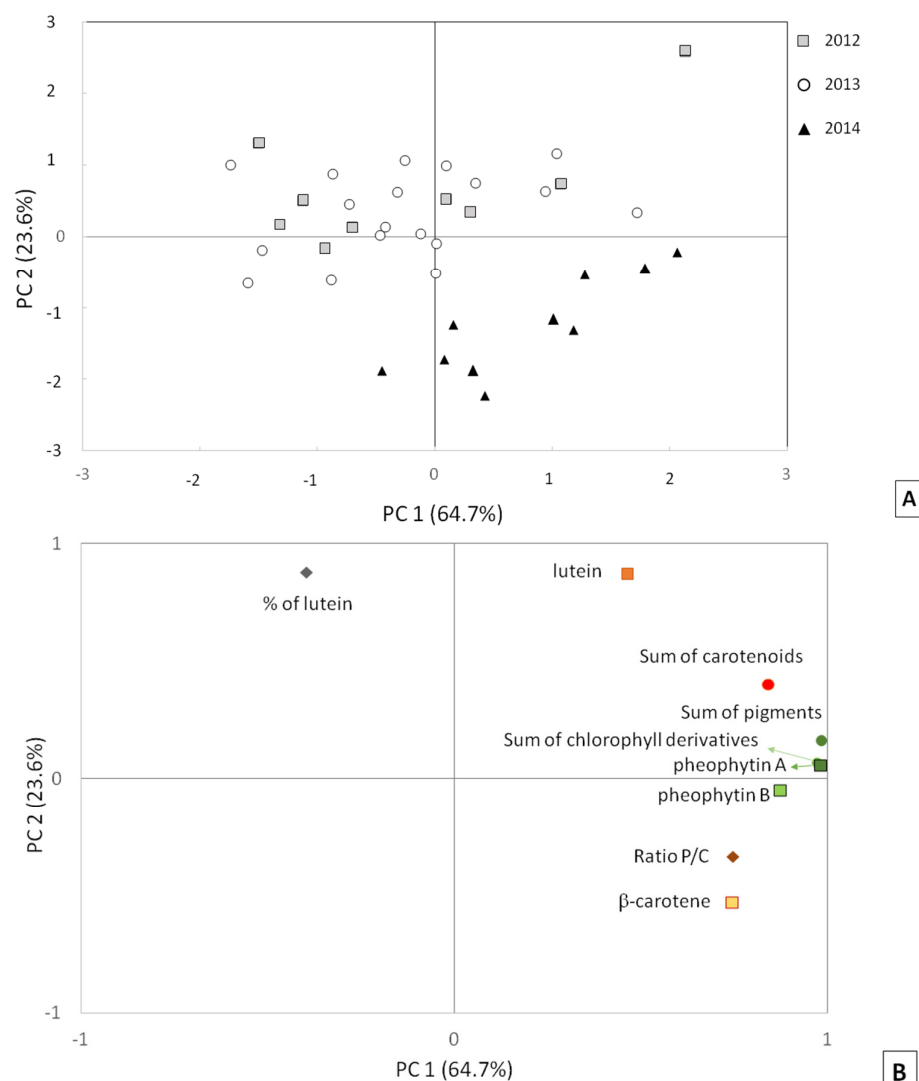 3
2
1
0
-1
-2
-3
PC 2 (23.6%)
-3
-2
-1
0
1
2
3
PC 1 (64.7%)
2012
2013
2014
A
1
0
-1
PC 2 (23.6%)
% of lutein
lutein
Sum of carotenoids
Sum of pigments
Sum of chlorophyll derivatives
pheophytin A
pheophytin B
Ratio P/C
β-carotene
-1
0
1
PC 1 (64.7%)
B